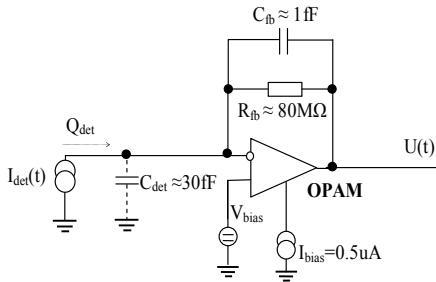 C_fb ≈ 1fF
R_fb ≈ 80MΩ
Q_det
U(t)
I_det(t)
C_det ≈30fF
OPAM
V_bias
I_bias=0.5uA